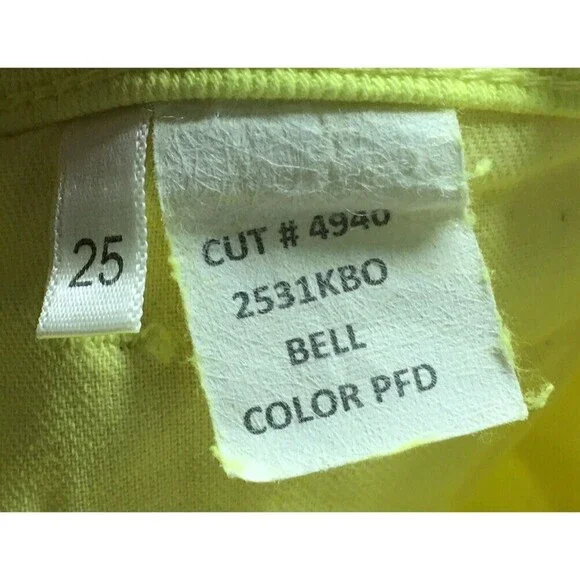 25
CUT # 4940
2531KBO
BELL
COLOR PFD